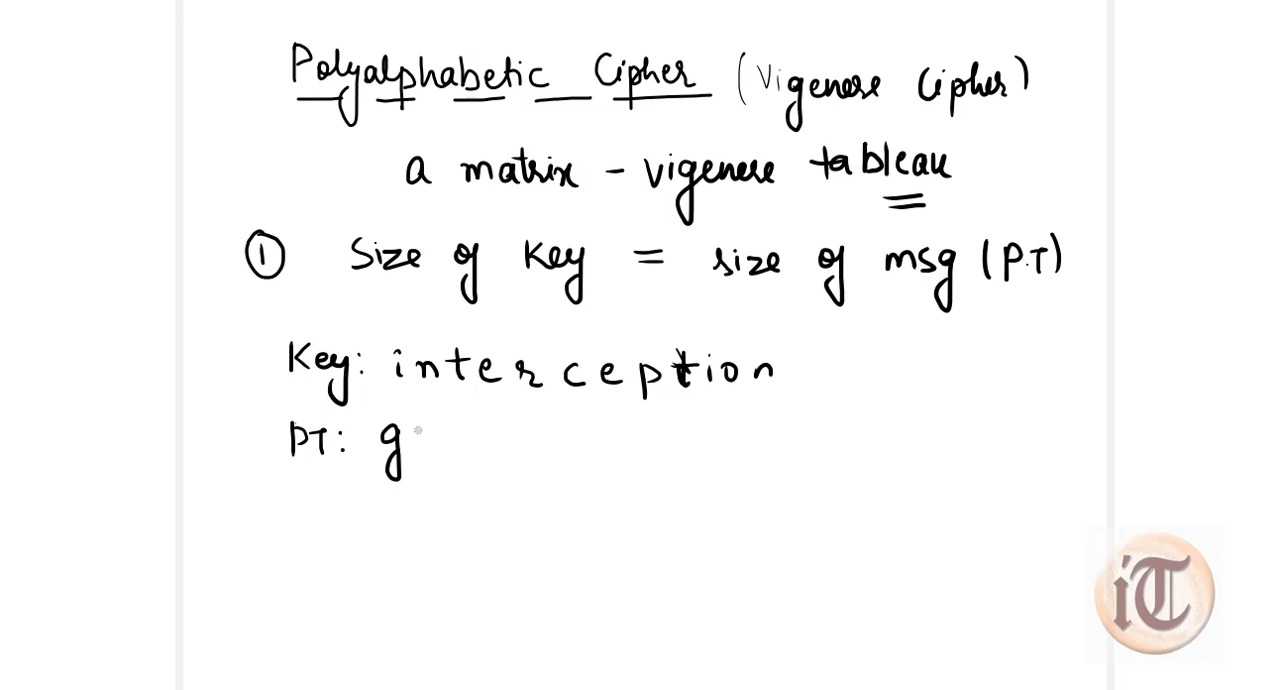 Polyalphabetic Cipher (Vigenere Cipher)
a matrix - vigenere tableau
① Size of Key = size of msg (P.T)
Key: interception
PT: g
iT